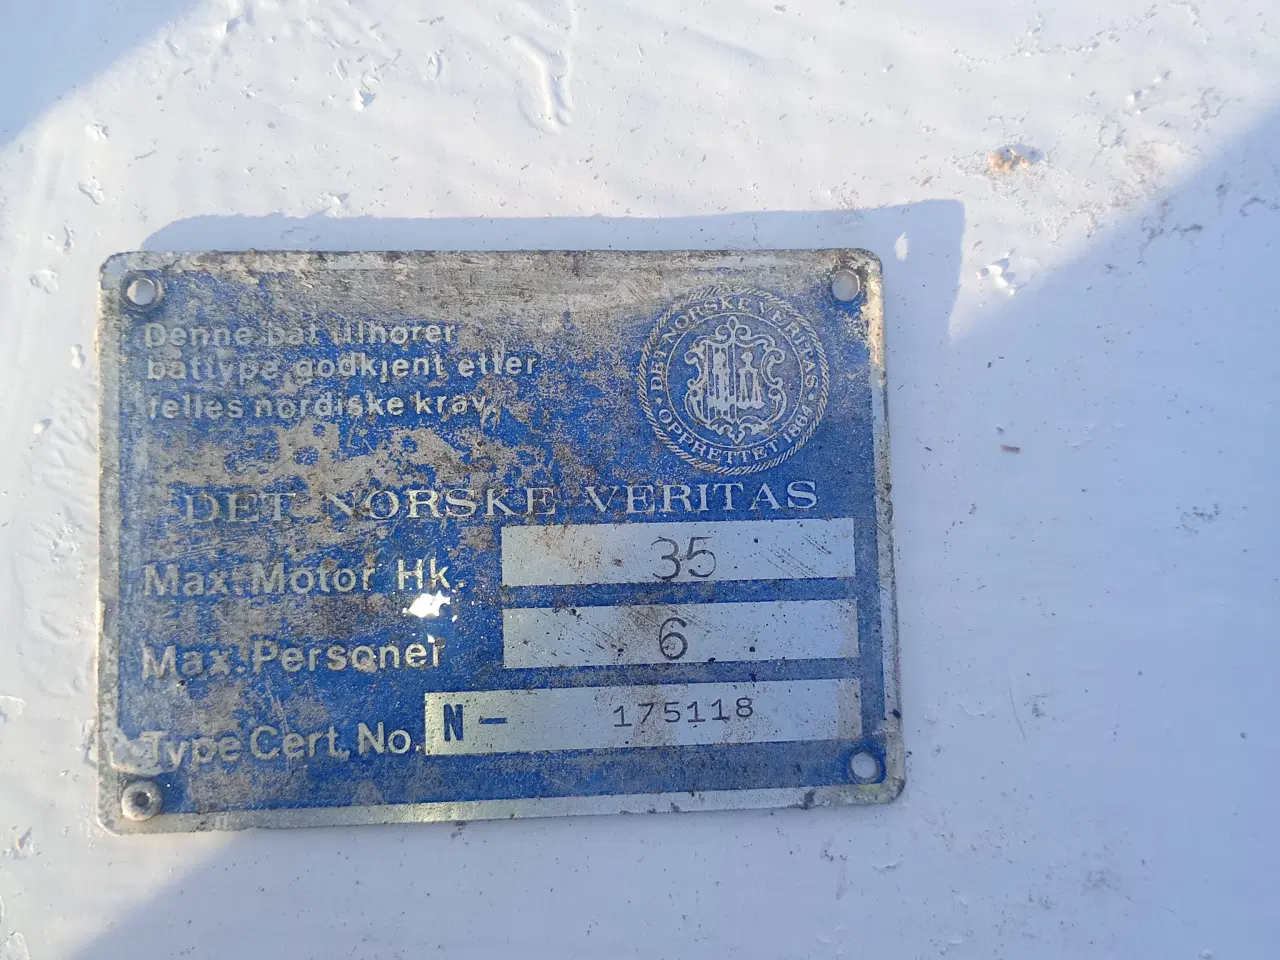 Denne båt tilhører
båttype godkjent etter
felles nordiske krav.
DET NORSKE VERITAS
OPPRETTET 1864
DET NORSKE VERITAS
Max. Motor Hk. 35
Max. Personer 6
Type Cert. No. N- 175118